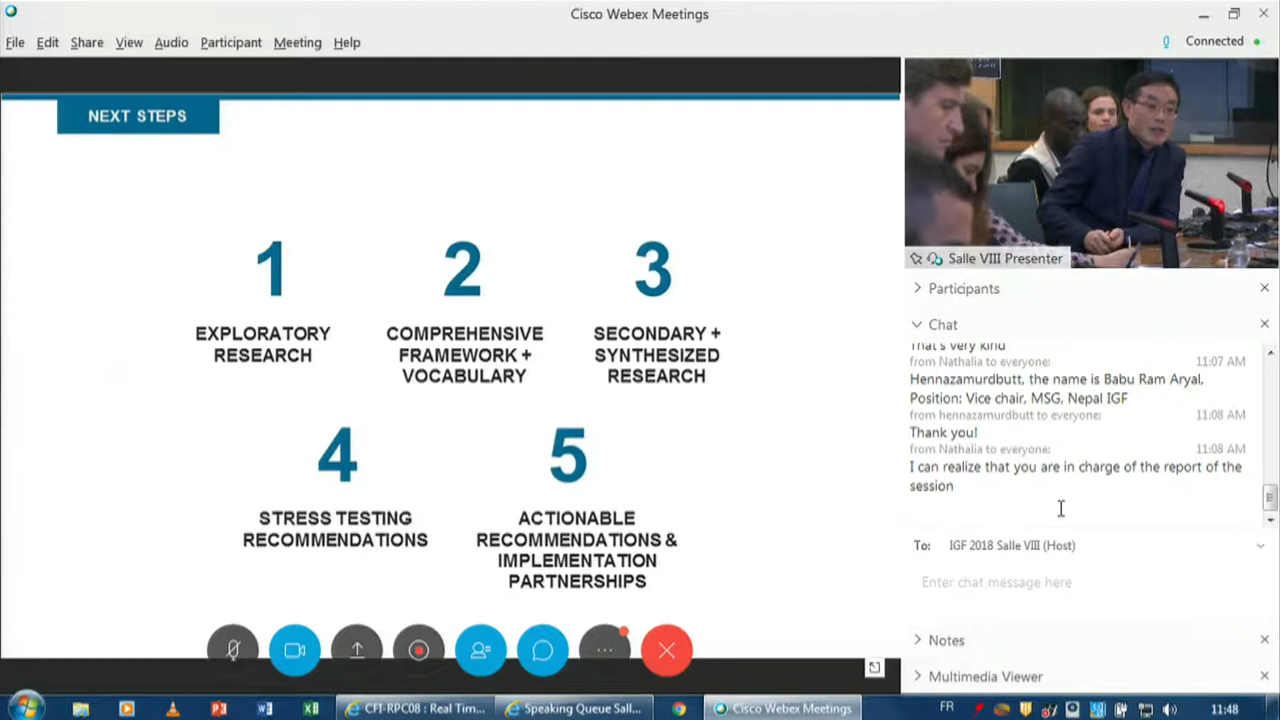 Cisco Webex Meetings
File Edit Share View Audio Participant Meeting Help
Connected
NEXT STEPS
1
EXPLORATORY
RESEARCH
2
COMPREHENSIVE
FRAMEWORK +
VOCABULARY
3
SECONDARY +
SYNTHESIZED
RESEARCH
4
STRESS TESTING
RECOMMENDATIONS
5
ACTIONABLE
RECOMMENDATIONS &
IMPLEMENTATION
PARTNERSHIPS
Salle VIII Presenter
Participants
Chat
That's very kind
from Nathalia to everyone: 11:07 AM
Hennazamurdbutt, the name is Babu Ram Aryal,
Position: Vice chair, MSG, Nepal IGF
from hennazamurdbutt to everyone: 11:08 AM
Thank you!
from Nathalia to everyone: 11:08 AM
I can realize that you are in charge of the report of the
session
To: IGF 2018 Salle VIII (Host)
Enter chat message here
Notes
Multimedia Viewer
CFI-RPC08 : Real Tim... Speaking Queue Sall... Cisco Webex Meetings FR 11:48